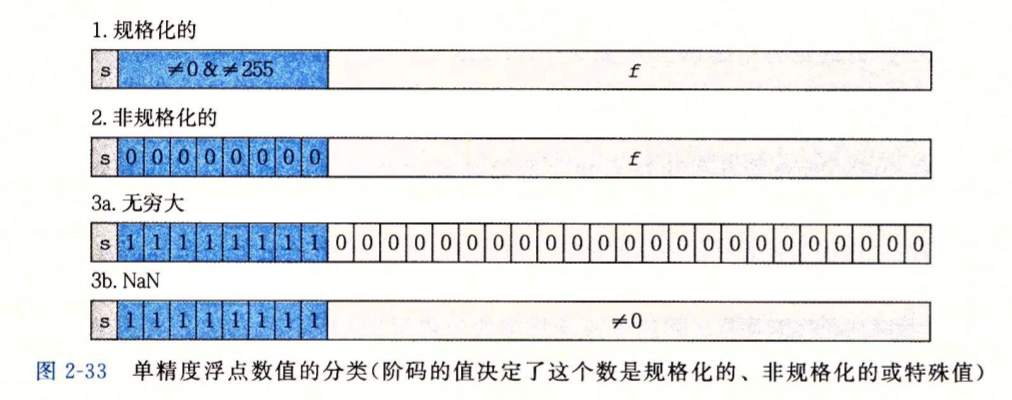 1. 规格化的
s ≠0 & ≠255 f
2. 非规格化的
s 0 0 0 0 0 0 0 0 f
3a. 无穷大
s 1 1 1 1 1 1 1 1 0 0 0 0 0 0 0 0 0 0 0 0 0 0 0 0 0 0 0 0 0 0 0
3b. NaN
s 1 1 1 1 1 1 1 1 ≠0
图 2-33 单精度浮点数值的分类(阶码的值决定了这个数是规格化的、非规格化的或特殊值)